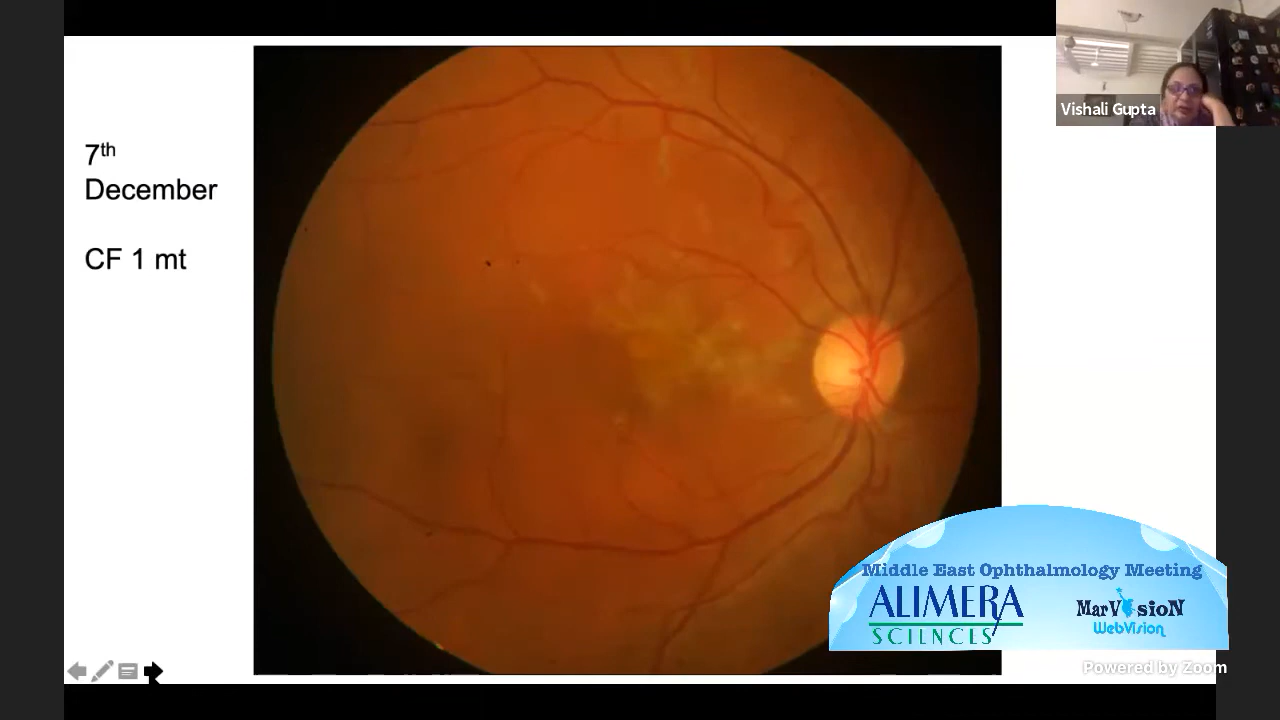 7th
December
CF 1 mt
Vishali Gupta
Middle East Ophthalmology Meeting
ALIMERA
SCIENCES
MarVisioN
WebVision
Powered by Zoom